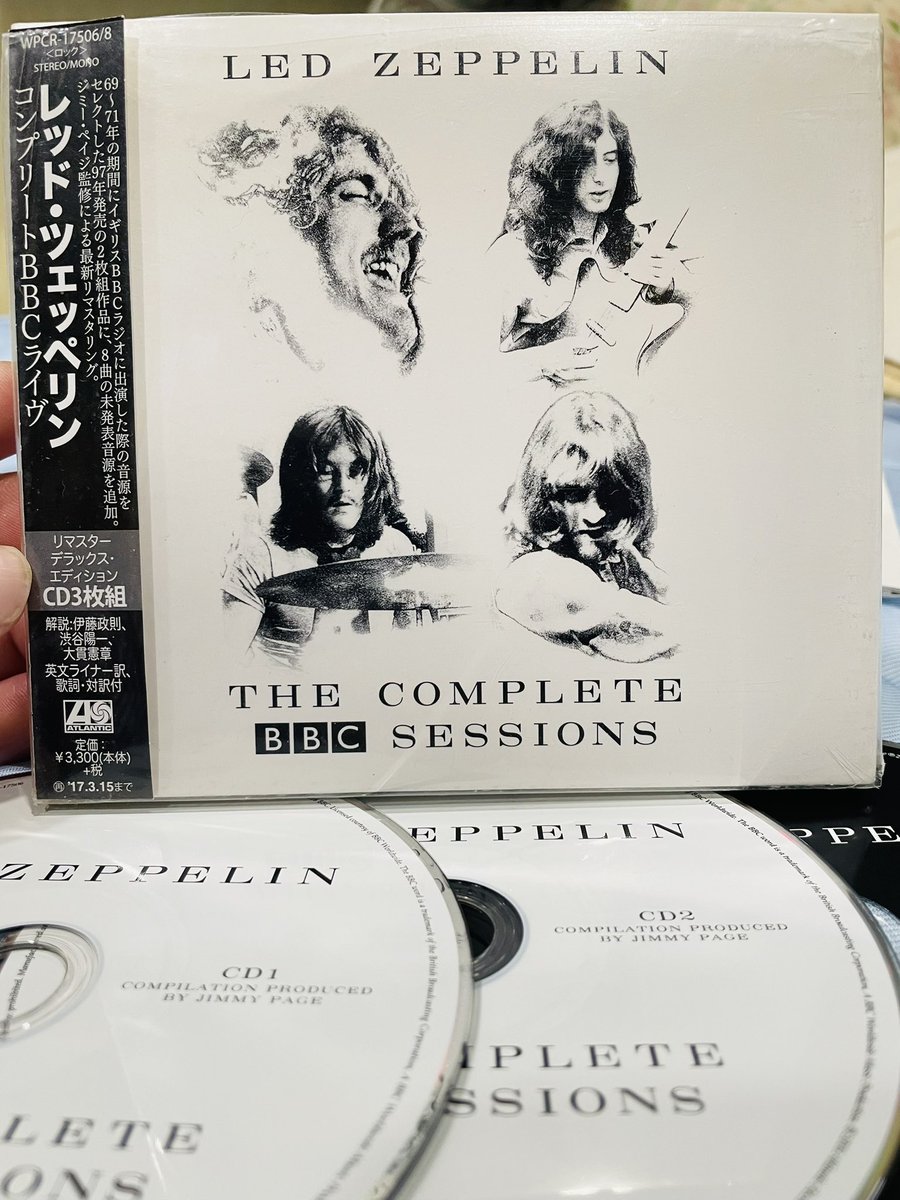 WPCR-17506/8
〈ロック〉
STEREO/MONO
69〜71年の期間にイギリスBBCラジオに出演した際の音源を
セレクトした97年発売の2枚組作品に、8曲の未発表音源を追加。
ジミー・ペイジ監修による最新リマスタリング。
レッド・ツェッペリン
コンプリートBBCライヴ
リマスター
デラックス・
エディション
CD3枚組
解説:伊藤政則、
渋谷陽一、
大貫憲章
英文ライナー訳、
歌詞・対訳付
ATLANTIC
定価:
¥3,300(本体)
+税
'17.3.15まで
LED ZEPPELIN
THE COMPLETE
BBC SESSIONS
ZEPPELIN
CD1
COMPILATION PRODUCED
BY JIMMY PAGE
LETE
ONS
EPPELIN
CD2
COMPILATION PRODUCED
BY JIMMY PAGE
MPLETE
SSIONS
PPE